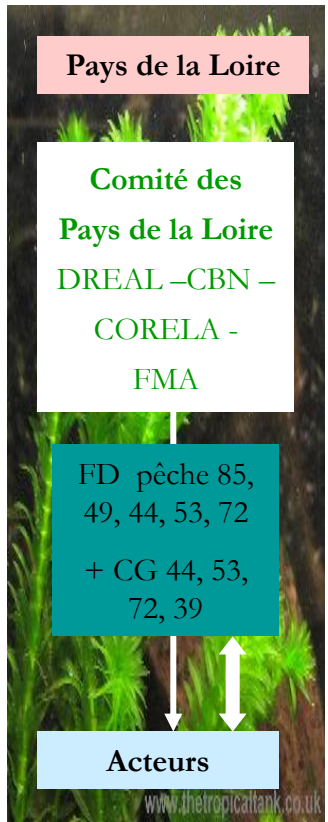 Pays de la Loire
Comité des
Pays de la Loire
DREAL –CBN –
CORELA -
FMA
FD pêche 85,
49, 44, 53, 72
+ CG 44, 53,
72, 39
Acteurs
www.thetropicaltank.co.uk